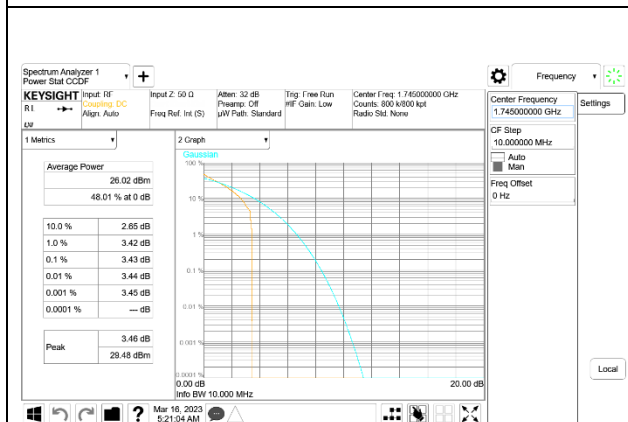 Spectrum Analyzer 1
Power Stat CCDF
Frequency
KEYSIGHT
Input: RF
Coupling: DC
Align: Auto
Input Z: 50 Ω
Freq Ref: Int (S)
Atten: 32 dB
Preamp: Off
µW Path: Standard
Trig: Free Run
#IF Gain: Low
Center Freq: 1.745000000 GHz
Counts: 800 k/800 kpt
Radio Std: None
Center Frequency
1.745000000 GHz
Settings
CF Step
10.000000 MHz
Auto
Man
Freq Offset
0 Hz
1 Metrics
2 Graph
Average Power
26.02 dBm
48.01 % at 0 dB
10.0 % 2.65 dB
1.0 % 3.42 dB
0.1 % 3.43 dB
0.01 % 3.44 dB
0.001 % 3.45 dB
0.0001 % --- dB
Peak 3.46 dB
29.48 dBm
Gaussian
100 %
10 %
1 %
0.1 %
0.01 %
0.001 %
0.0001 %
0.00 dB 20.00 dB
Info BW 10.000 MHz
Local
?
Mar 16, 2023
5:21:04 AM